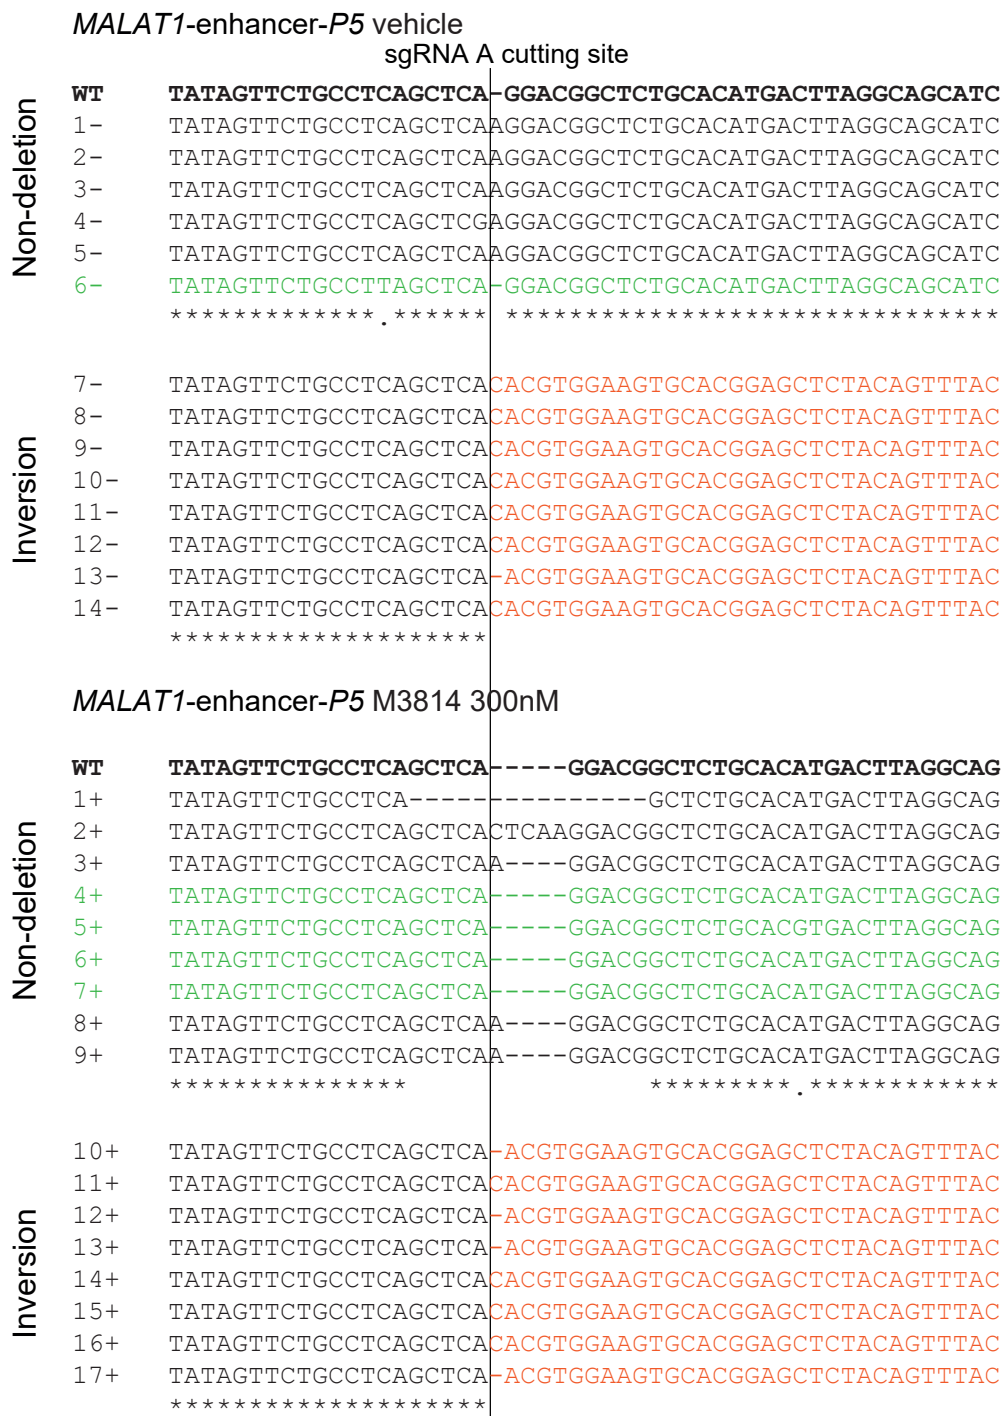 MALAT1-enhancer-P5 vehicle
sgRNA A cutting site
Non-deletion
WT TATAGTTCTGCCTCAGCTCA-GGACGGCTCTGCACATGACTTAGGCAGCATC
1- TATAGTTCTGCCTCAGCTCAAGGACGGCTCTGCACATGACTTAGGCAGCATC
2- TATAGTTCTGCCTCAGCTCAAGGACGGCTCTGCACATGACTTAGGCAGCATC
3- TATAGTTCTGCCTCAGCTCAAGGACGGCTCTGCACATGACTTAGGCAGCATC
4- TATAGTTCTGCCTCAGCTCGAGGACGGCTCTGCACATGACTTAGGCAGCATC
5- TATAGTTCTGCCTCAGCTCAAGGACGGCTCTGCACATGACTTAGGCAGCATC
6- TATAGTTCTGCCTTAGCTCA-GGACGGCTCTGCACATGACTTAGGCAGCATC
*************.****** *******************************
Inversion
7- TATAGTTCTGCCTCAGCTCACACGTGGAAGTGCACGGAGCTCTACAGTTTAC
8- TATAGTTCTGCCTCAGCTCACACGTGGAAGTGCACGGAGCTCTACAGTTTAC
9- TATAGTTCTGCCTCAGCTCACACGTGGAAGTGCACGGAGCTCTACAGTTTAC
10- TATAGTTCTGCCTCAGCTCACACGTGGAAGTGCACGGAGCTCTACAGTTTAC
11- TATAGTTCTGCCTCAGCTCACACGTGGAAGTGCACGGAGCTCTACAGTTTAC
12- TATAGTTCTGCCTCAGCTCACACGTGGAAGTGCACGGAGCTCTACAGTTTAC
13- TATAGTTCTGCCTCAGCTCA-ACGTGGAAGTGCACGGAGCTCTACAGTTTAC
14- TATAGTTCTGCCTCAGCTCACACGTGGAAGTGCACGGAGCTCTACAGTTTAC
********************
MALAT1-enhancer-P5 M3814 300nM
Non-deletion
WT TATAGTTCTGCCTCAGCTCA-----GGACGGCTCTGCACATGACTTAGGCAG
1+ TATAGTTCTGCCTCA---------------GCTCTGCACATGACTTAGGCAG
2+ TATAGTTCTGCCTCAGCTCACTCAAGGACGGCTCTGCACATGACTTAGGCAG
3+ TATAGTTCTGCCTCAGCTCAA----GGACGGCTCTGCACATGACTTAGGCAG
4+ TATAGTTCTGCCTCAGCTCA-----GGACGGCTCTGCACATGACTTAGGCAG
5+ TATAGTTCTGCCTCAGCTCA-----GGACGGCTCTGCACGTGACTTAGGCAG
6+ TATAGTTCTGCCTCAGCTCA-----GGACGGCTCTGCACATGACTTAGGCAG
7+ TATAGTTCTGCCTCAGCTCA-----GGACGGCTCTGCACATGACTTAGGCAG
8+ TATAGTTCTGCCTCAGCTCAA----GGACGGCTCTGCACATGACTTAGGCAG
9+ TATAGTTCTGCCTCAGCTCAA----GGACGGCTCTGCACATGACTTAGGCAG
*************** *********.************
Inversion
10+ TATAGTTCTGCCTCAGCTCA-ACGTGGAAGTGCACGGAGCTCTACAGTTTAC
11+ TATAGTTCTGCCTCAGCTCACACGTGGAAGTGCACGGAGCTCTACAGTTTAC
12+ TATAGTTCTGCCTCAGCTCA-ACGTGGAAGTGCACGGAGCTCTACAGTTTAC
13+ TATAGTTCTGCCTCAGCTCA-ACGTGGAAGTGCACGGAGCTCTACAGTTTAC
14+ TATAGTTCTGCCTCAGCTCACACGTGGAAGTGCACGGAGCTCTACAGTTTAC
15+ TATAGTTCTGCCTCAGCTCACACGTGGAAGTGCACGGAGCTCTACAGTTTAC
16+ TATAGTTCTGCCTCAGCTCACACGTGGAAGTGCACGGAGCTCTACAGTTTAC
17+ TATAGTTCTGCCTCAGCTCA-ACGTGGAAGTGCACGGAGCTCTACAGTTTAC
********************